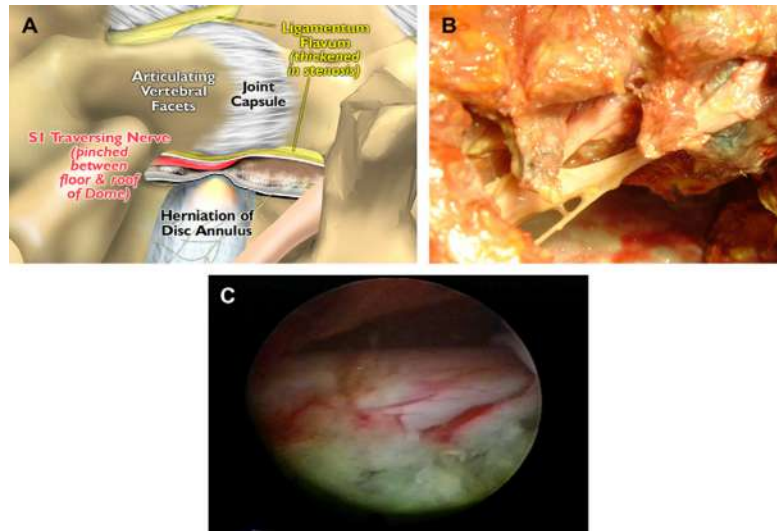 A
Ligamentum
Flavum
(thickened
in stenosis)
Articulating
Vertebral
Facets
Joint
Capsule
S1 Traversing Nerve
(pinched
between
floor & roof
of Dome)
Herniation of
Disc Annulus
B
C